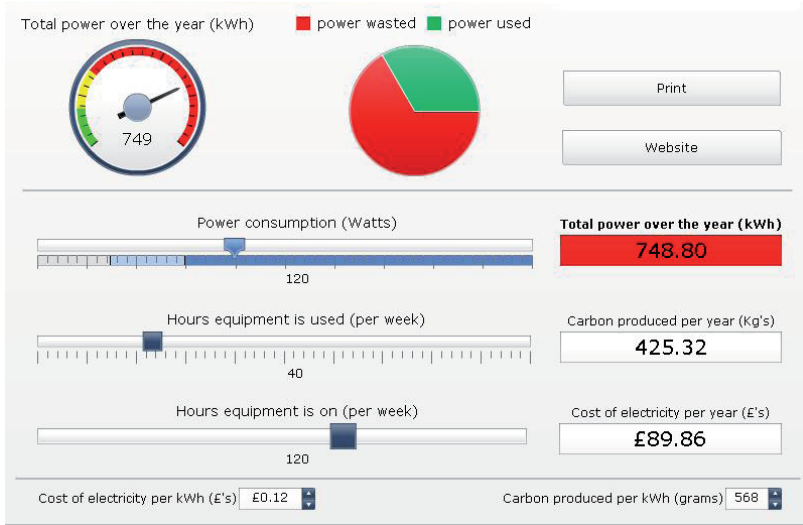 Total power over the year (kWh)
power wasted power used
749
Print
Website
Power consumption (Watts)
120
Total power over the year (kWh)
748.80
Hours equipment is used (per week)
40
Carbon produced per year (Kg's)
425.32
Hours equipment is on (per week)
120
Cost of electricity per year (£'s)
£89.86
Cost of electricity per kWh (£'s) £0.12
Carbon produced per kWh (grams) 568